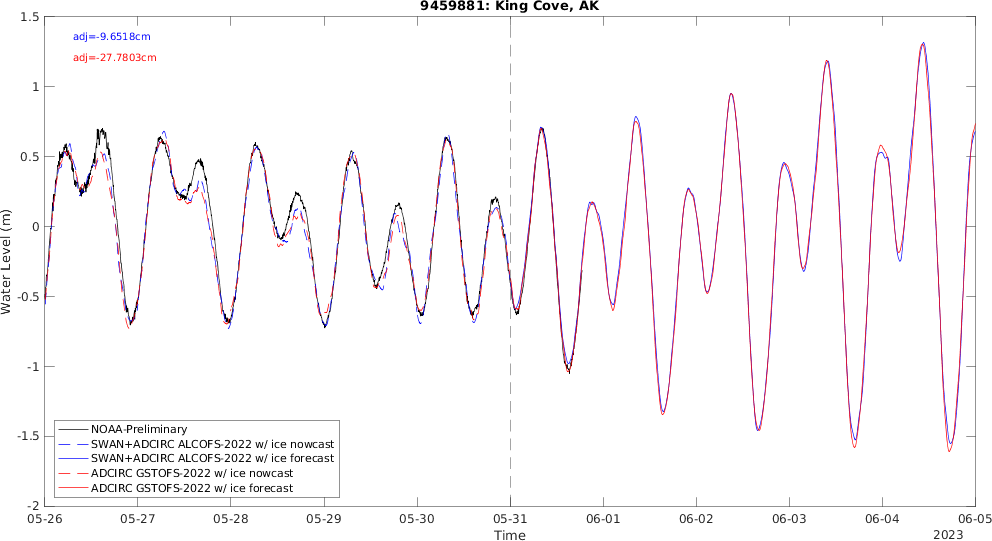 9459881: King Cove, AK
adj=-9.6518cm
adj=-27.7803cm
1.5
1
0.5
0
-0.5
-1
-1.5
-2
Water Level (m)
NOAA-Preliminary
SWAN+ADCIRC ALCOFS-2022 w/ ice nowcast
SWAN+ADCIRC ALCOFS-2022 w/ ice forecast
ADCIRC GSTOFS-2022 w/ ice nowcast
ADCIRC GSTOFS-2022 w/ ice forecast
05-26 05-27 05-28 05-29 05-30 05-31 06-01 06-02 06-03 06-04 06-05
Time
2023